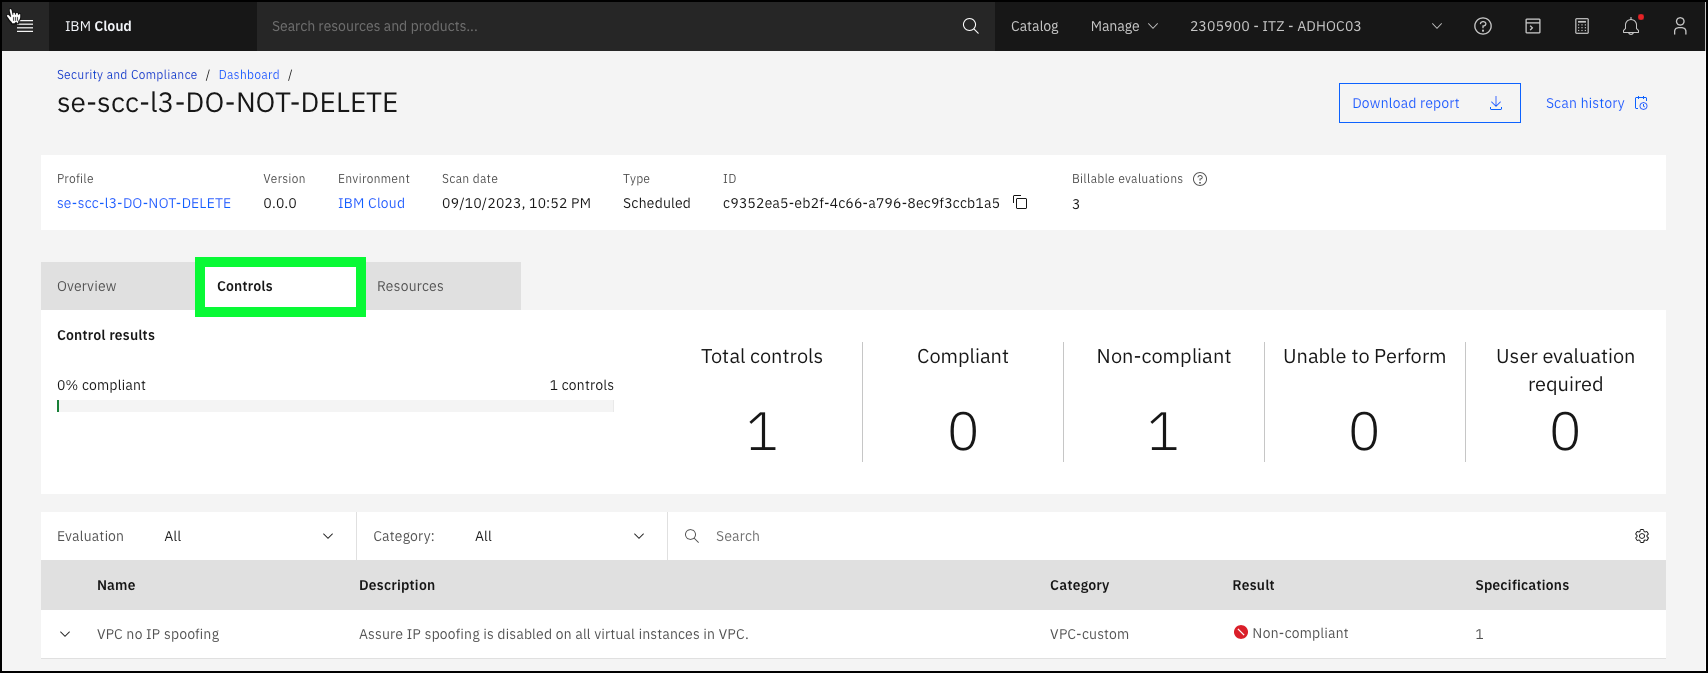 IBM Cloud Search resources and products... Catalog Manage 2305900 - ITZ - ADHOC03
Security and Compliance / Dashboard /
se-scc-l3-DO-NOT-DELETE
Download report Scan history
Profile Version Environment Scan date Type ID Billable evaluations
se-scc-l3-DO-NOT-DELETE 0.0.0 IBM Cloud 09/10/2023, 10:52 PM Scheduled c9352ea5-eb2f-4c66-a796-8ec9f3ccb1a5 3
Overview Controls Resources
Control results
0% compliant 1 controls
Total controls
1
Compliant
0
Non-compliant
1
Unable to Perform
0
User evaluation
required
0
Evaluation All Category: All Search
Name Description Category Result Specifications
VPC no IP spoofing Assure IP spoofing is disabled on all virtual instances in VPC. VPC-custom Non-compliant 1